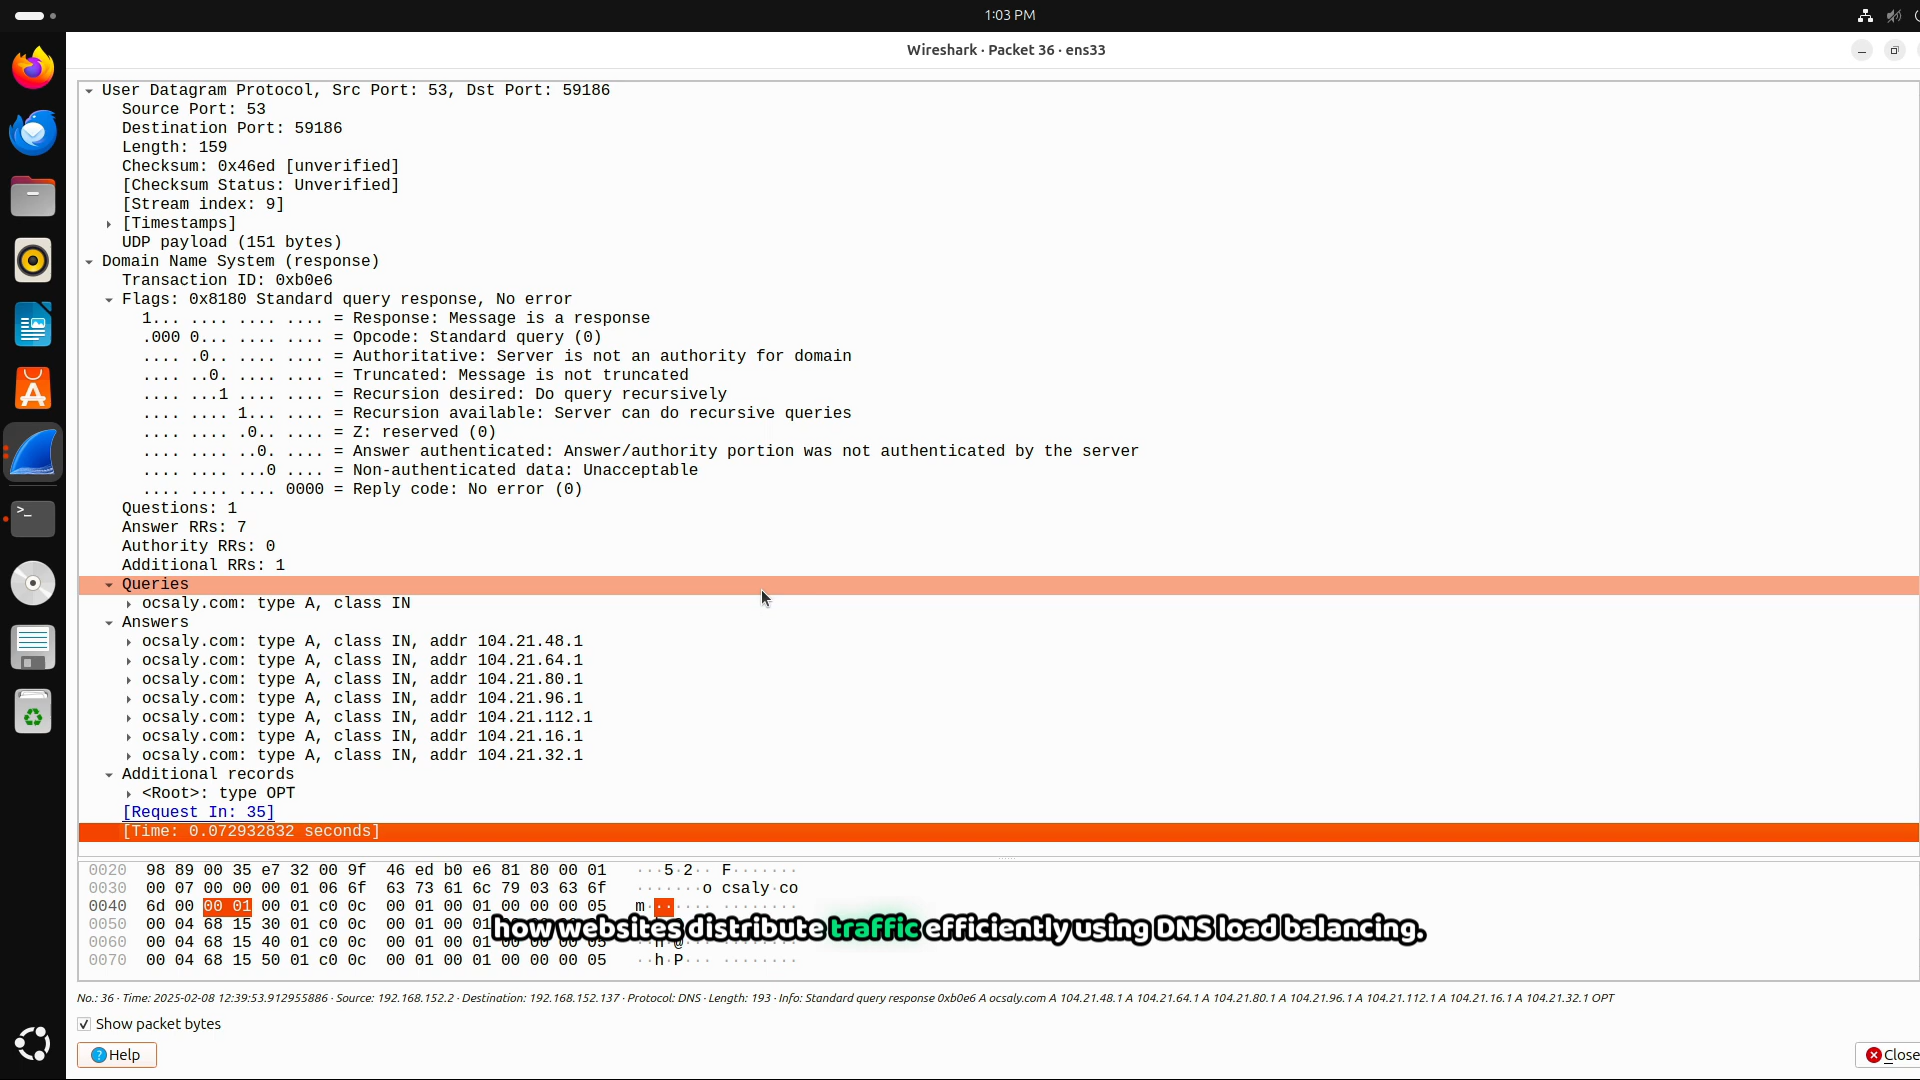 1:03 PM
Wireshark · Packet 36 · ens33
User Datagram Protocol, Src Port: 53, Dst Port: 59186
Source Port: 53
Destination Port: 59186
Length: 159
Checksum: 0x46ed [unverified]
[Checksum Status: Unverified]
[Stream index: 9]
[Timestamps]
UDP payload (151 bytes)
Domain Name System (response)
Transaction ID: 0xb0e6
Flags: 0x8180 Standard query response, No error
1... .... .... .... = Response: Message is a response
.000 0... .... .... = Opcode: Standard query (0)
.... .0.. .... .... = Authoritative: Server is not an authority for domain
.... ..0. .... .... = Truncated: Message is not truncated
.... ...1 .... .... = Recursion desired: Do query recursively
.... .... 1... .... = Recursion available: Server can do recursive queries
.... .... .0.. .... = Z: reserved (0)
.... .... ..0. .... = Answer authenticated: Answer/authority portion was not authenticated by the server
.... .... ...0 .... = Non-authenticated data: Unacceptable
.... .... .... 0000 = Reply code: No error (0)
Questions: 1
Answer RRs: 7
Authority RRs: 0
Additional RRs: 1
Queries
ocsaly.com: type A, class IN
Answers
ocsaly.com: type A, class IN, addr 104.21.48.1
ocsaly.com: type A, class IN, addr 104.21.64.1
ocsaly.com: type A, class IN, addr 104.21.80.1
ocsaly.com: type A, class IN, addr 104.21.96.1
ocsaly.com: type A, class IN, addr 104.21.112.1
ocsaly.com: type A, class IN, addr 104.21.16.1
ocsaly.com: type A, class IN, addr 104.21.32.1
Additional records
<Root>: type OPT
[Request In: 35]
[Time: 0.072932832 seconds]
0020 98 89 00 35 e7 32 00 9f 46 ed b0 e6 81 80 00 01 ···5·2·· F·······
0030 00 07 00 00 00 01 06 6f 63 73 61 6c 79 03 63 6f ·······o csaly·co
0040 6d 00 00 01 00 01 c0 0c 00 01 00 01 00 00 00 05 m······· ········
0050 00 04 68 15 30 01 c0 0c 00 01 00
how websites distribute traffic efficiently using DNS load balancing.
0060 00 04 68 15 40 01 c0 0c 00 01 00 01 00 00 00 05 ··h·@··· ········
0070 00 04 68 15 50 01 c0 0c 00 01 00 01 00 00 00 05 ··h·P··· ········
No.: 36 · Time: 2025-02-08 12:39:53.912955886 · Source: 192.168.152.2 · Destination: 192.168.152.137 · Protocol: DNS · Length: 193 · Info: Standard query response 0xb0e6 A ocsaly.com A 104.21.48.1 A 104.21.64.1 A 104.21.80.1 A 104.21.96.1 A 104.21.112.1 A 104.21.16.1 A 104.21.32.1 OPT
Show packet bytes
Help
Close